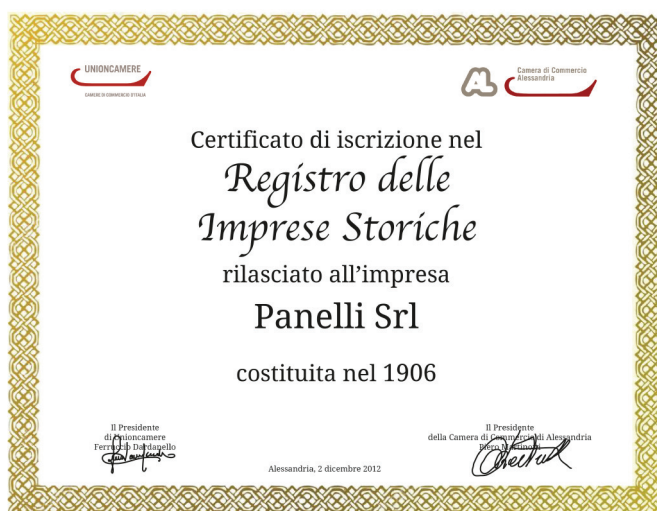 UNIONCAMERE
CAMERE DI COMMERCIO D'ITALIA
Camera di Commercio
Alessandria
Certificato di iscrizione nel
Registro delle
Imprese Storiche
rilasciato all'impresa
Panelli Srl
costituita nel 1906
Il Presidente
di Unioncamere
Ferruccio Dardanello
Il Presidente
della Camera di Commercio di Alessandria
Piero Martinotti
Alessandria, 2 dicembre 2012